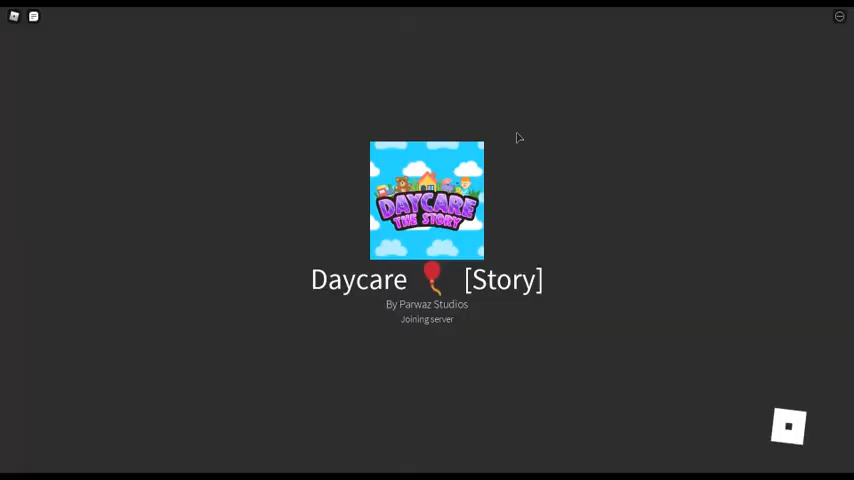 DAYCARE
THE STORY
Daycare 🎈 [Story]
By Parwaz Studios
Joining server